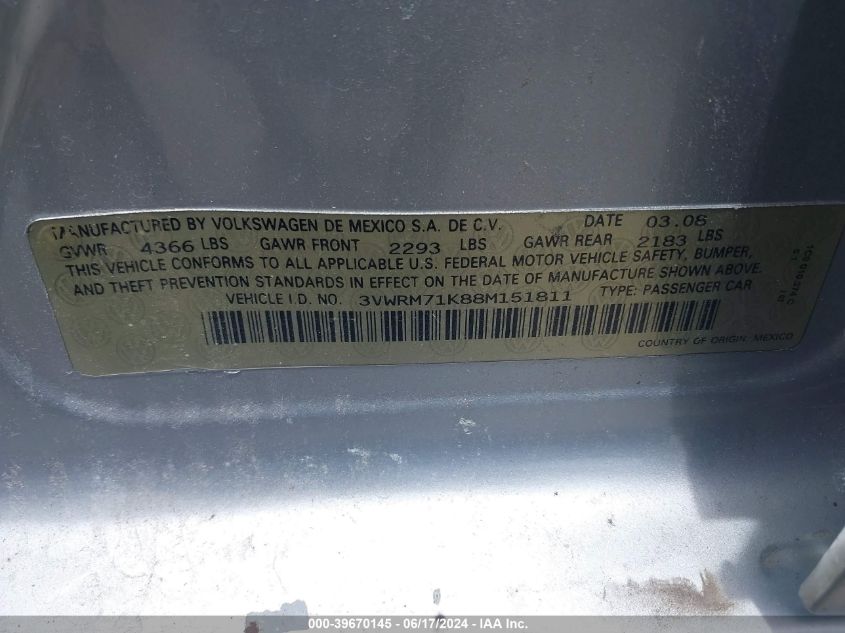 MANUFACTURED BY VOLKSWAGEN DE MEXICO S.A. DE C.V. DATE 03.08
GVWR 4366 LBS GAWR FRONT 2293 LBS GAWR REAR 2183 LBS
THIS VEHICLE CONFORMS TO ALL APPLICABLE U.S. FEDERAL MOTOR VEHICLE SAFETY, BUMPER,
AND THEFT PREVENTION STANDARDS IN EFFECT ON THE DATE OF MANUFACTURE SHOWN ABOVE.
VEHICLE I.D. NO. 3VWRM71K88M151811 TYPE: PASSENGER CAR
COUNTRY OF ORIGIN: MEXICO
000-39670145 - 06/17/2024 - IAA Inc.